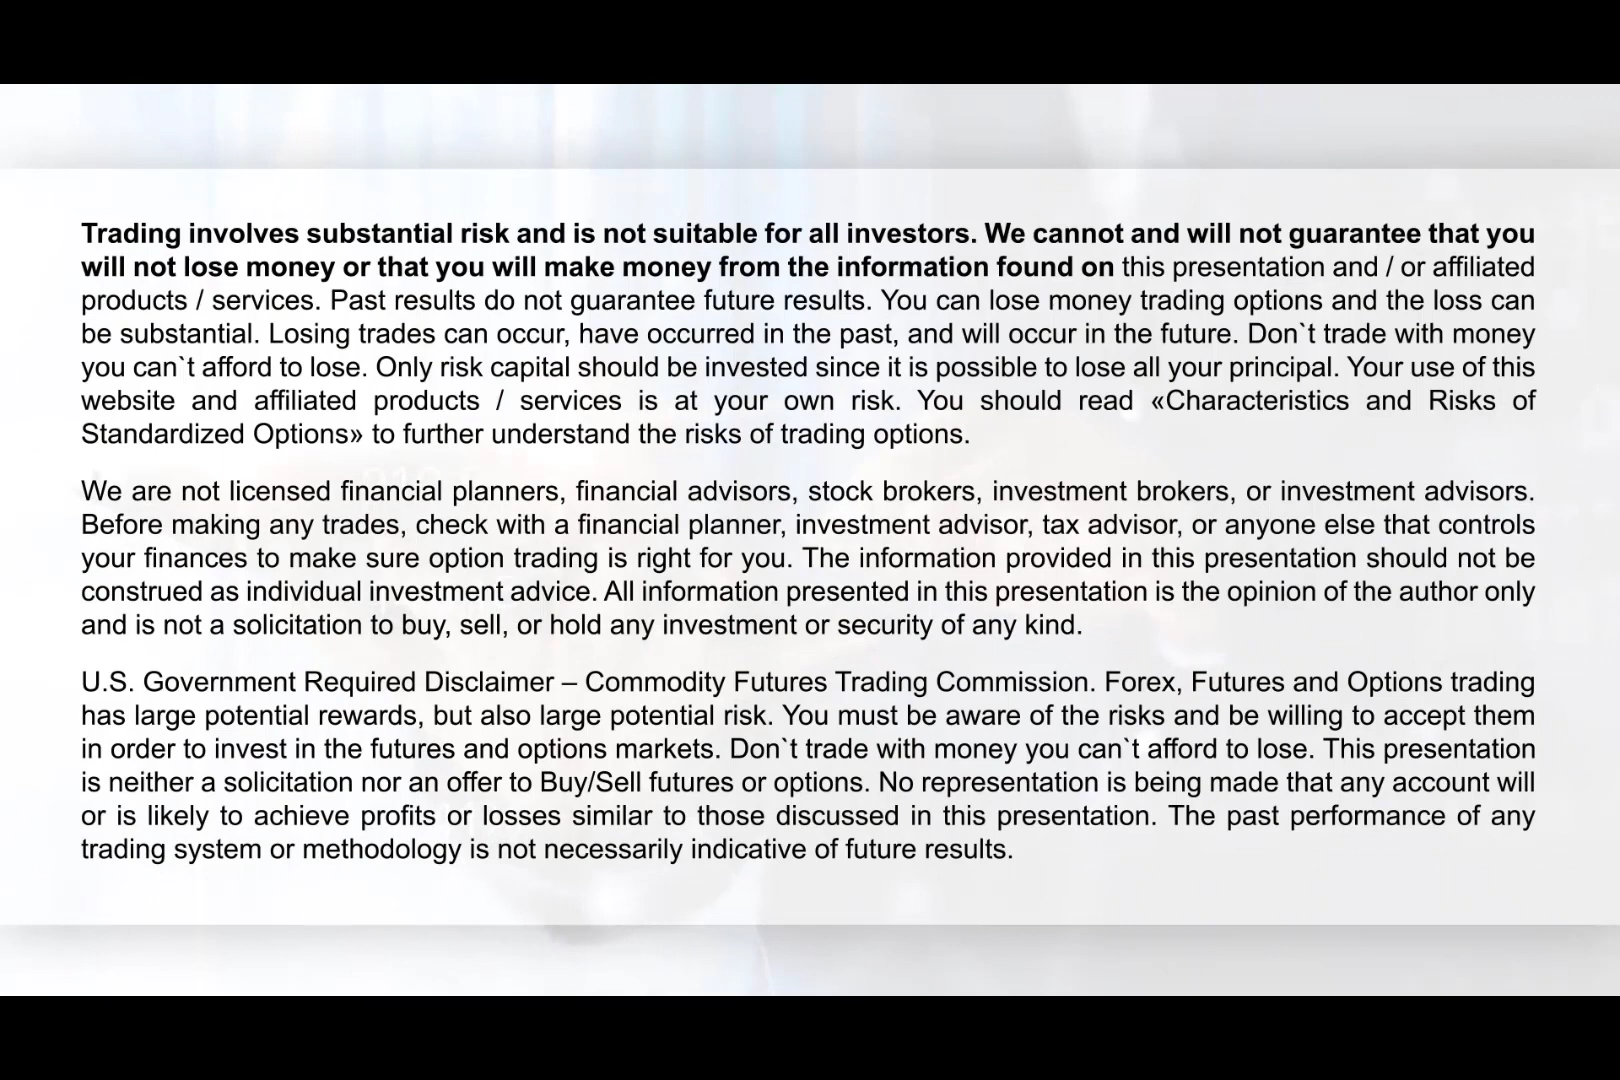 Trading involves substantial risk and is not suitable for all investors. We cannot and will not guarantee that you
will not lose money or that you will make money from the information found on this presentation and / or affiliated
products / services. Past results do not guarantee future results. You can lose money trading options and the loss can
be substantial. Losing trades can occur, have occurred in the past, and will occur in the future. Don`t trade with money
you can`t afford to lose. Only risk capital should be invested since it is possible to lose all your principal. Your use of this
website and affiliated products / services is at your own risk. You should read «Characteristics and Risks of
Standardized Options» to further understand the risks of trading options.
We are not licensed financial planners, financial advisors, stock brokers, investment brokers, or investment advisors.
Before making any trades, check with a financial planner, investment advisor, tax advisor, or anyone else that controls
your finances to make sure option trading is right for you. The information provided in this presentation should not be
construed as individual investment advice. All information presented in this presentation is the opinion of the author only
and is not a solicitation to buy, sell, or hold any investment or security of any kind.
U.S. Government Required Disclaimer – Commodity Futures Trading Commission. Forex, Futures and Options trading
has large potential rewards, but also large potential risk. You must be aware of the risks and be willing to accept them
in order to invest in the futures and options markets. Don`t trade with money you can`t afford to lose. This presentation
is neither a solicitation nor an offer to Buy/Sell futures or options. No representation is being made that any account will
or is likely to achieve profits or losses similar to those discussed in this presentation. The past performance of any
trading system or methodology is not necessarily indicative of future results.